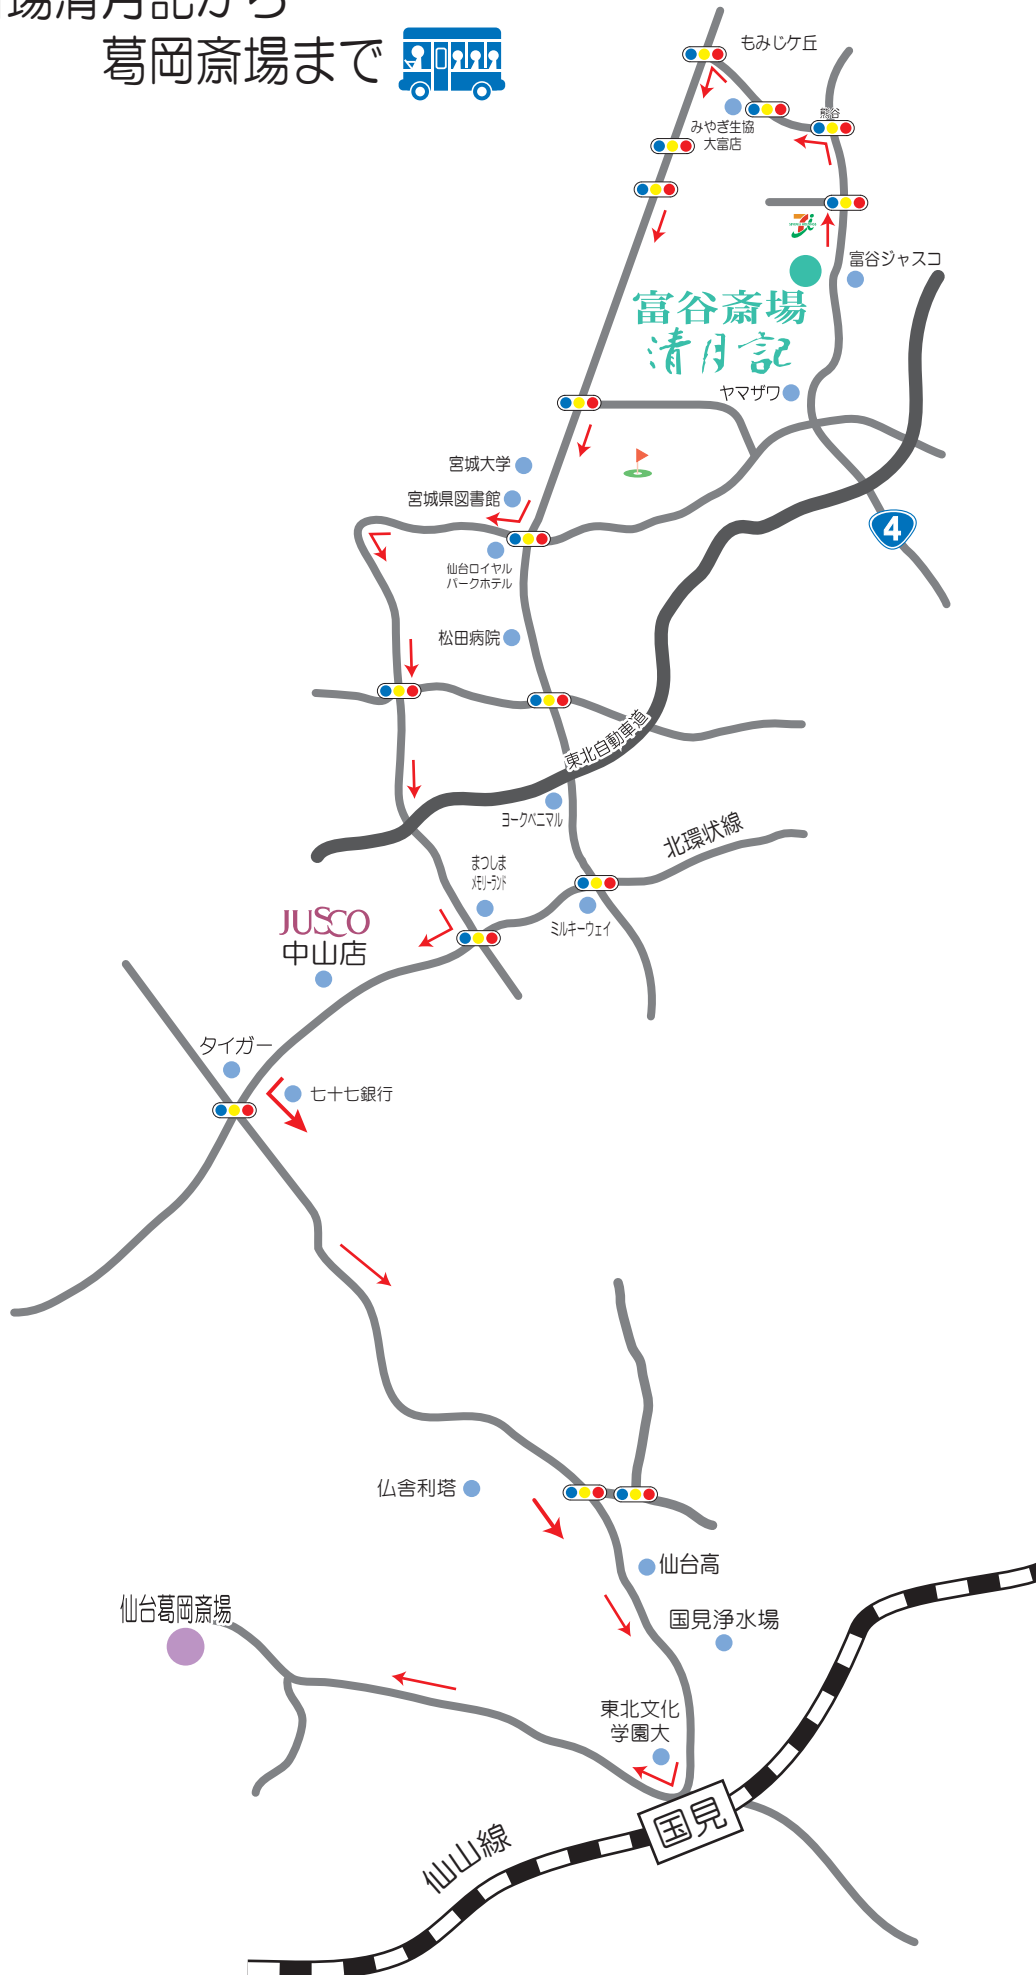 場清月記から
葛岡斎場まで
もみじケ丘
熊谷
みやぎ生協
大富店
富谷ジャスコ
富谷斎場
清月記
ヤマザワ
宮城大学
宮城県図書館
4
仙台ロイヤル
パークホテル
松田病院
東北自動車道
ヨークベニマル
北環状線
まつしま
メモリーランド
JUSCO
中山店
ミルキーウェイ
タイガー
七十七銀行
仏舎利塔
仙台高
仙台葛岡斎場
国見浄水場
東北文化
学園大
国見
仙山線